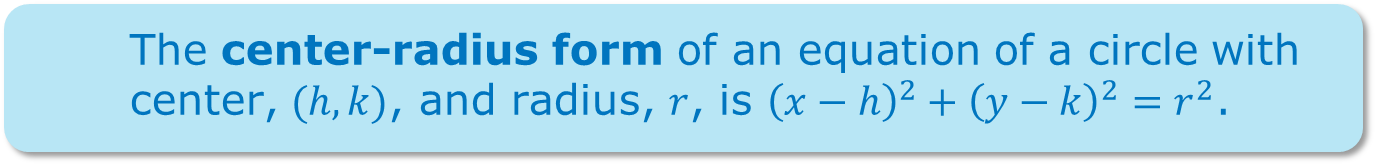 The center-radius form of an equation of a circle with
center, (h, k), and radius, r, is (x − h)² + (y − k)² = r².